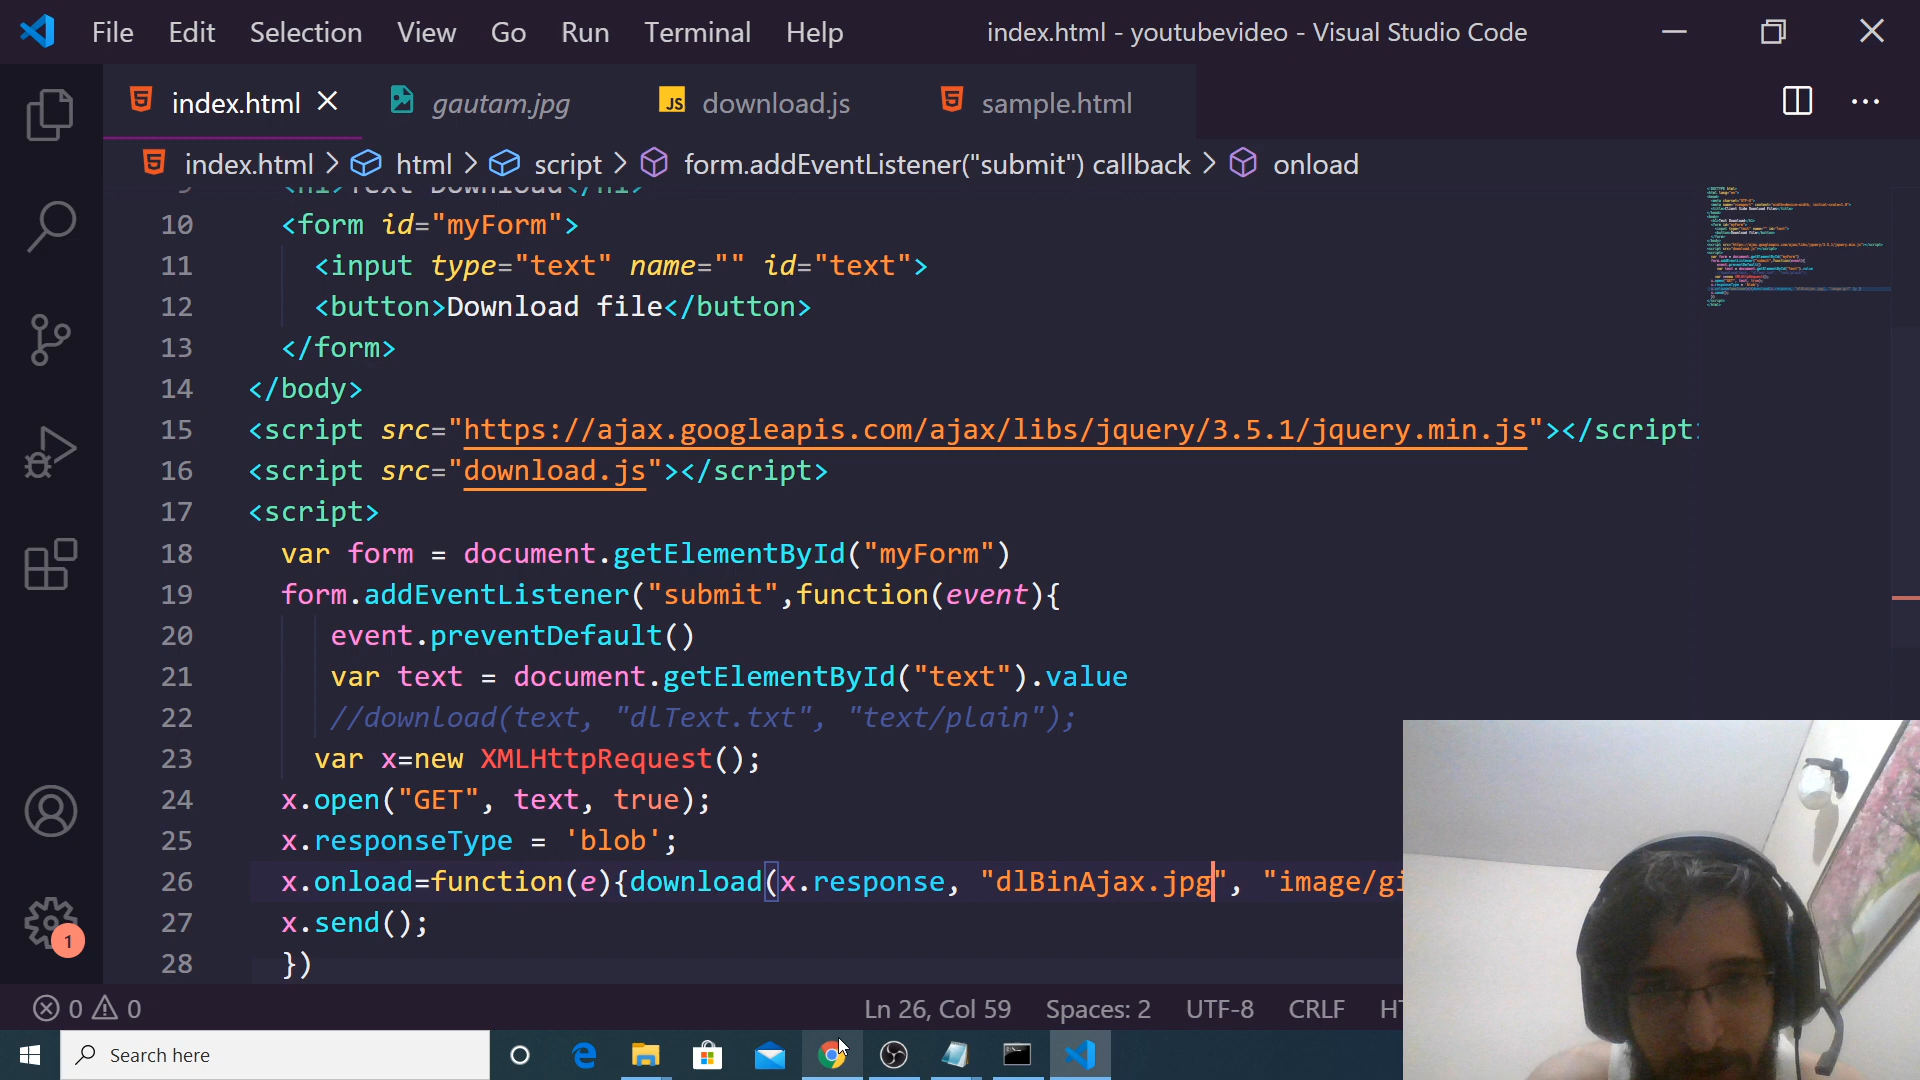 File Edit Selection View Go Run Terminal Help index.html - youtubevideo - Visual Studio Code
index.html gautam.jpg JS download.js sample.html
index.html > html > script > form.addEventListener("submit") callback > onload
9 <h1>Text Download</h1>
10 <form id="myForm">
11 <input type="text" name="" id="text">
12 <button>Download file</button>
13 </form>
14 </body>
15 <script src="https://ajax.googleapis.com/ajax/libs/jquery/3.5.1/jquery.min.js"></script
16 <script src="download.js"></script>
17 <script>
18 var form = document.getElementById("myForm")
19 form.addEventListener("submit",function(event){
20 event.preventDefault()
21 var text = document.getElementById("text").value
22 //download(text, "dlText.txt", "text/plain");
23 var x=new XMLHttpRequest();
24 x.open("GET", text, true);
25 x.responseType = 'blob';
26 x.onload=function(e){download(x.response, "dlBinAjax.jpg", "image/gi
27 x.send();
28 })
1
0 0 Ln 26, Col 59 Spaces: 2 UTF-8 CRLF HT
Search here